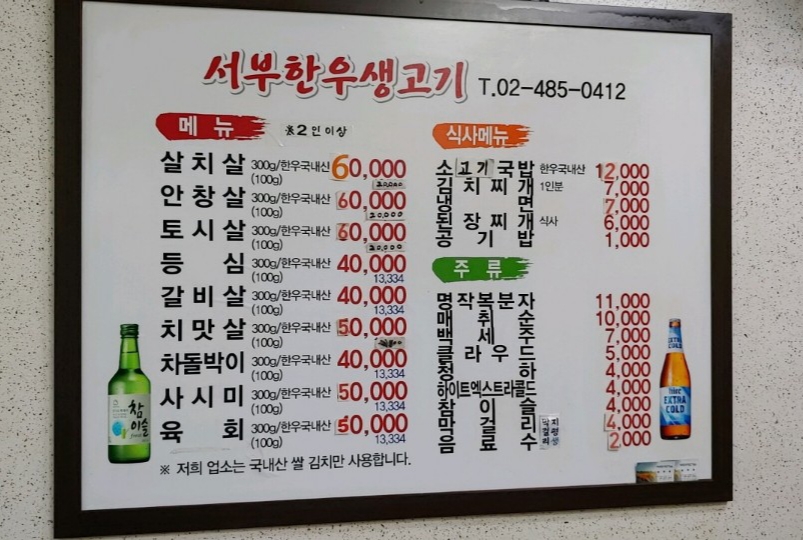 서부한우생고기 T.02-485-0412
메뉴 ※2인이상
살치살 300g/한우국내산 60,000
(100g) 20,000
안창살 300g/한우국내산 60,000
(100g) 20,000
토시살 300g/한우국내산 60,000
(100g) 20,000
등심 300g/한우국내산 40,000
(100g) 13,334
갈비살 300g/한우국내산 40,000
(100g) 13,334
치맛살 300g/한우국내산 50,000
(100g)
차돌박이 300g/한우국내산 40,000
(100g) 13,334
사시미 300g/한우국내산 50,000
(100g) 13,334
육회 300g/한우국내산 50,000
(100g) 13,334
※ 저희 업소는 국내산 쌀 김치만 사용합니다.
식사메뉴
소고기국밥 한우국내산 12,000
김치찌개 1인분 7,000
냉면 7,000
된장찌개 식사 6,000
공기밥 1,000
주류
명작복분자 11,000
매취순 10,000
백세주 7,000
클라우드 5,000
청하 4,000
하이트엑스트라콜드 4,000
참이슬 4,000
막걸리 4,000
음료수 2,000
참이슬
EXTRA COLD
EXTRA COLD